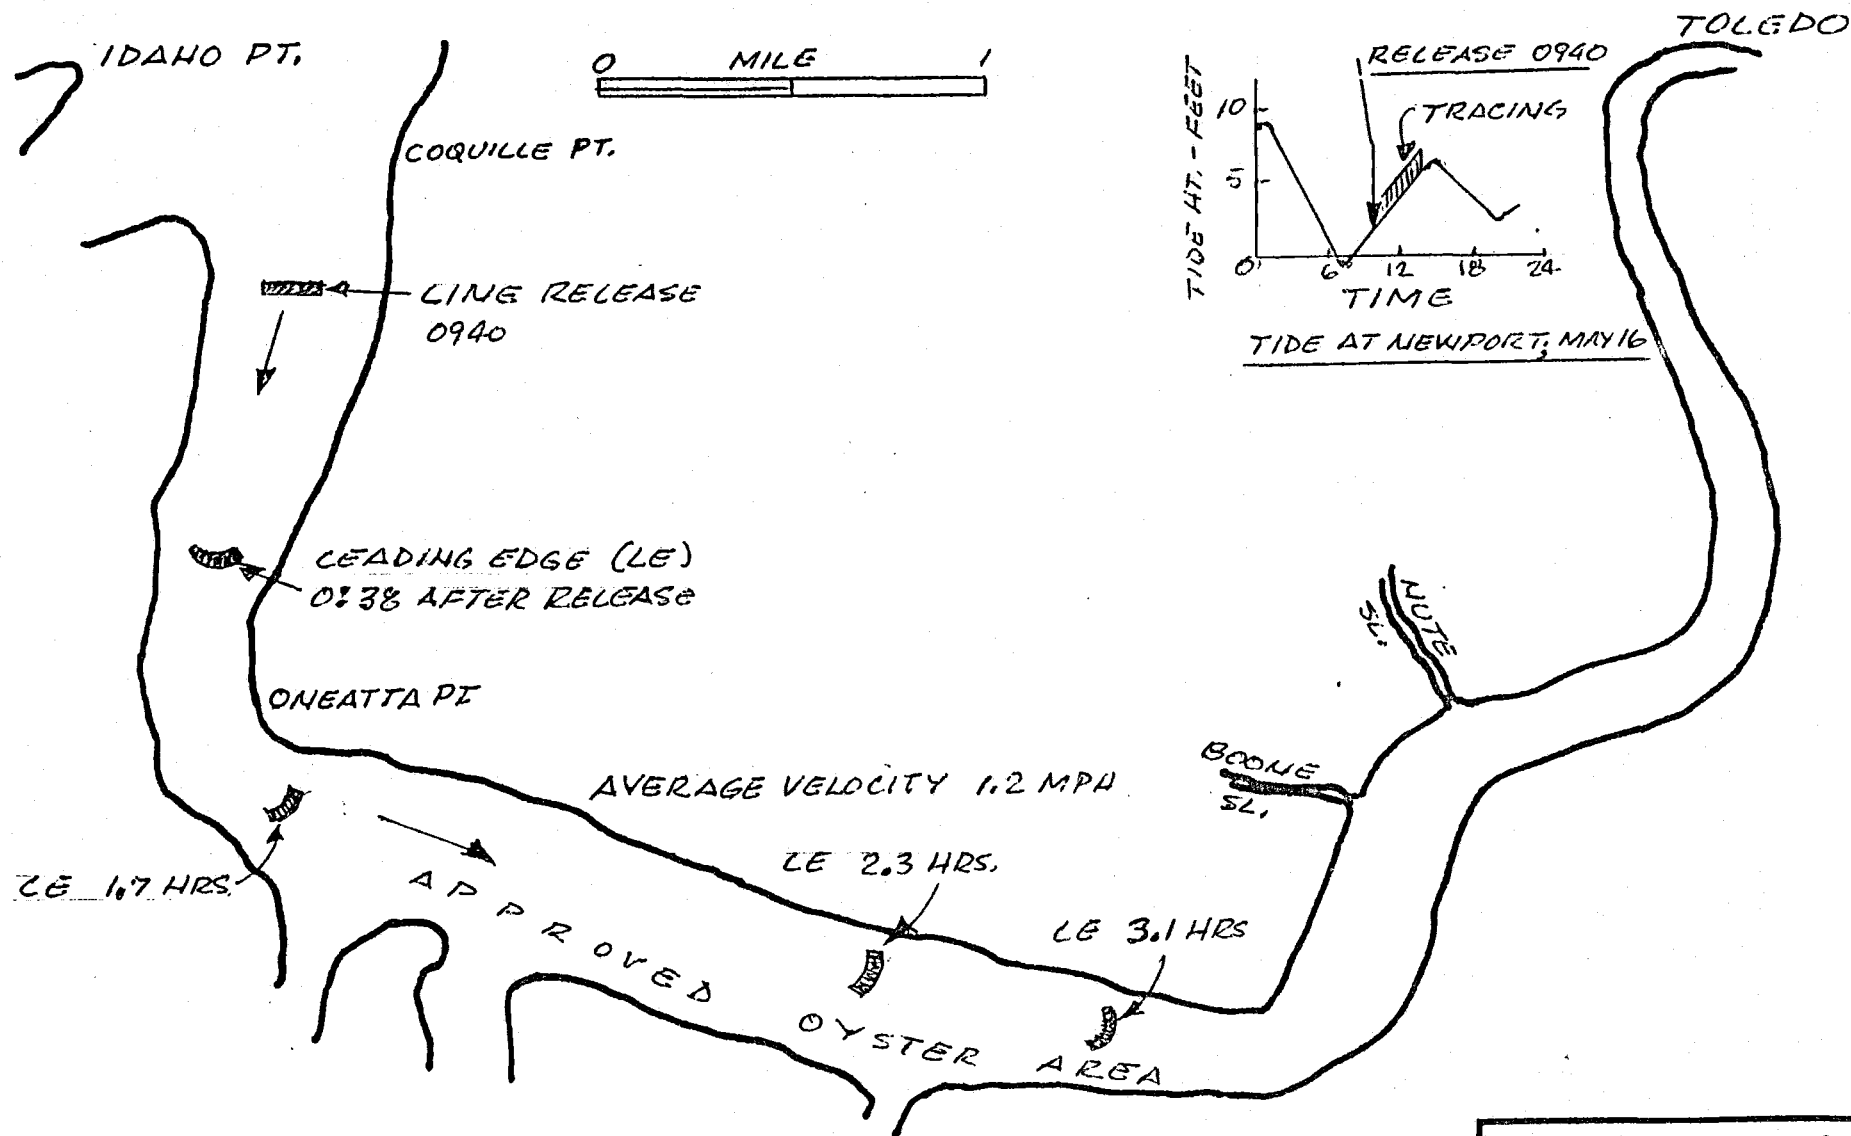 IDAHO PT.
0 MILE 1
COQUILLE PT.
LINE RELEASE
0940
LEADING EDGE (LE)
0:38 AFTER RELEASE
ONEATTA PT
AVERAGE VELOCITY 1.2 MPH
LE 1.7 HRS.
LE 2.3 HRS.
LE 3.1 HRS
APPROVED OYSTER AREA
BOONE
SL.
NUTE
SL.
TOLEDO
RELEASE 0940
TRACING
TIDE HT. - FEET
10
5
0 6 12 18 24
TIME
TIDE AT NEWPORT, MAY 16